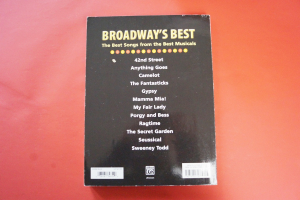 BROADWAY'S BEST
The Best Songs from the Best Musicals
42nd Street
Anything Goes
Camelot
The Fantasticks
Gypsy
Mamma Mia!
My Fair Lady
Porgy and Bess
Ragtime
The Secret Garden
Seussical
Sweeney Todd